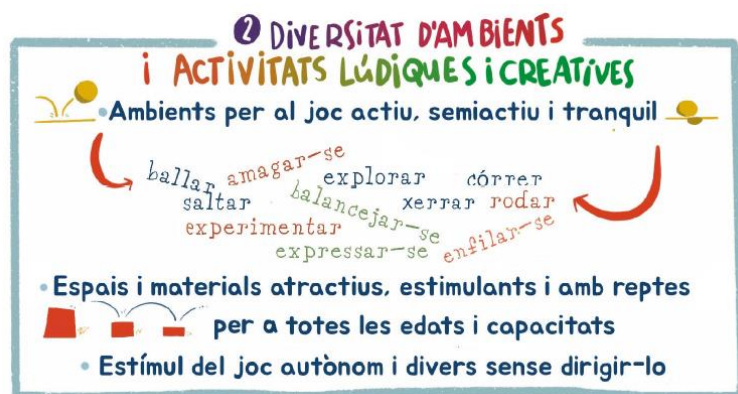 2 DIVERSITAT D'AMBIENTS
i ACTIVITATS LÚDIQUES i CREATIVES
• Ambients per al joc actiu, semiactiu i tranquil
ballar amagar-se explorar córrer
saltar balancejar-se xerrar rodar
experimentar expressar-se enfilar-se
• Espais i materials atractius, estimulants i amb reptes
per a totes les edats i capacitats
• Estímul del joc autònom i divers sense dirigir-lo